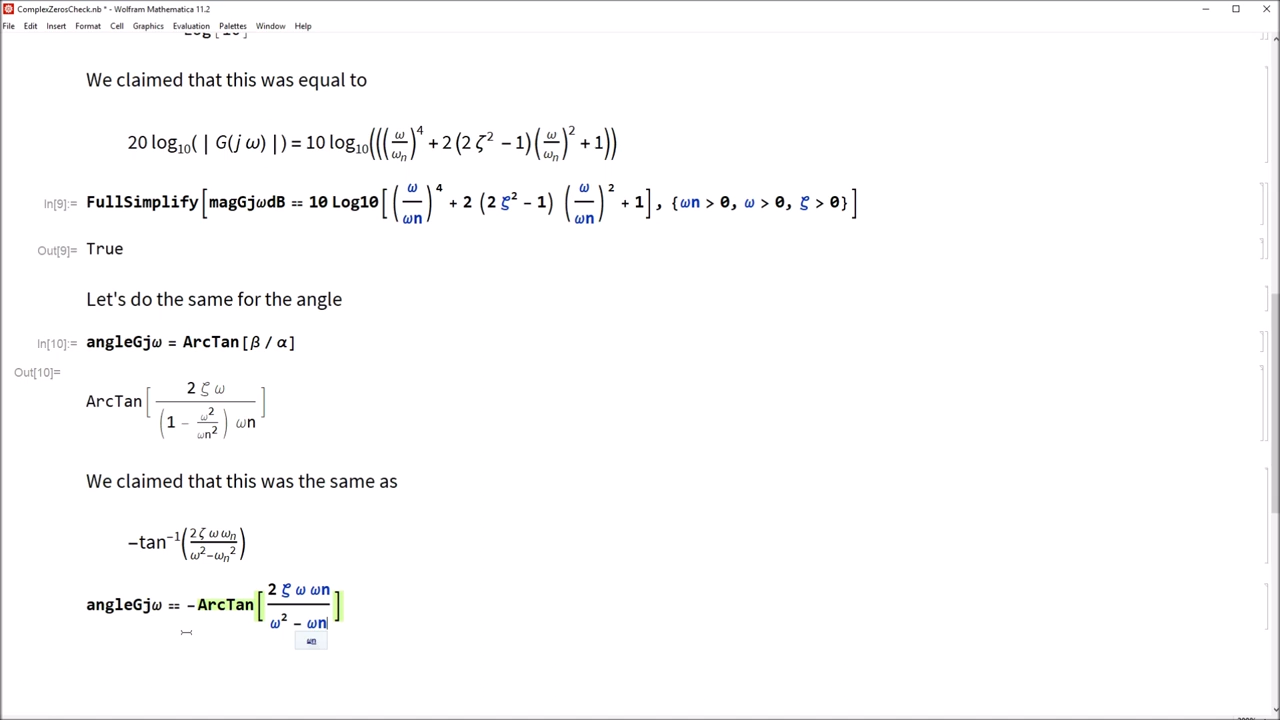 ComplexZerosCheck.nb * - Wolfram Mathematica 11.2
File Edit Insert Format Cell Graphics Evaluation Palettes Window Help
Log[10]
We claimed that this was equal to
20 log₁₀( | G(j ω) |) = 10 log₁₀(((ω/ωₙ)⁴ + 2 (2 ζ² − 1) (ω/ωₙ)² + 1))
In[9]:= FullSimplify[magGjωdB == 10 Log10[(ω/ωn)⁴ + 2 (2 ζ² - 1) (ω/ωn)² + 1], {ωn > 0, ω > 0, ζ > 0}]
Out[9]= True
Let's do the same for the angle
In[10]:= angleGjω = ArcTan[β / α]
Out[10]=
ArcTan[2 ζ ω/((1 - ω²/ωn²) ωn)]
We claimed that this was the same as
−tan⁻¹(2 ζ ω ωₙ/(ω²−ωₙ²))
angleGjω == -ArcTan[2 ζ ω ωn/(ω² - ωn)]
ωn